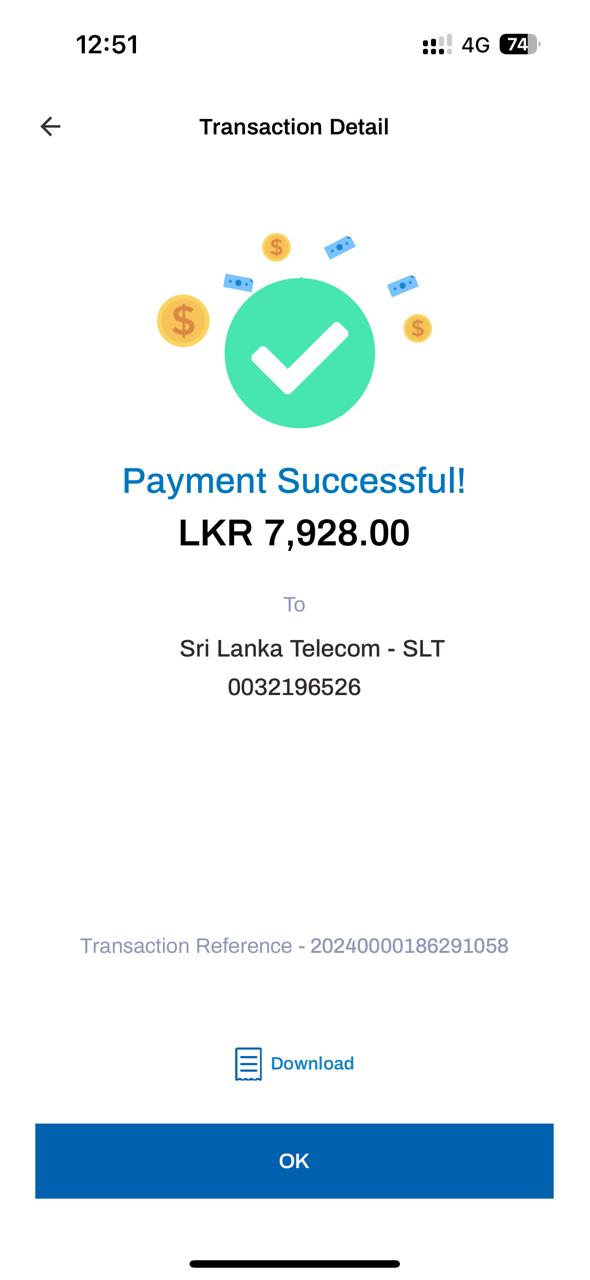 12:51
4G 74
Transaction Detail
Payment Successful!
LKR 7,928.00
To
Sri Lanka Telecom - SLT
0032196526
Transaction Reference - 20240000186291058
Download
OK